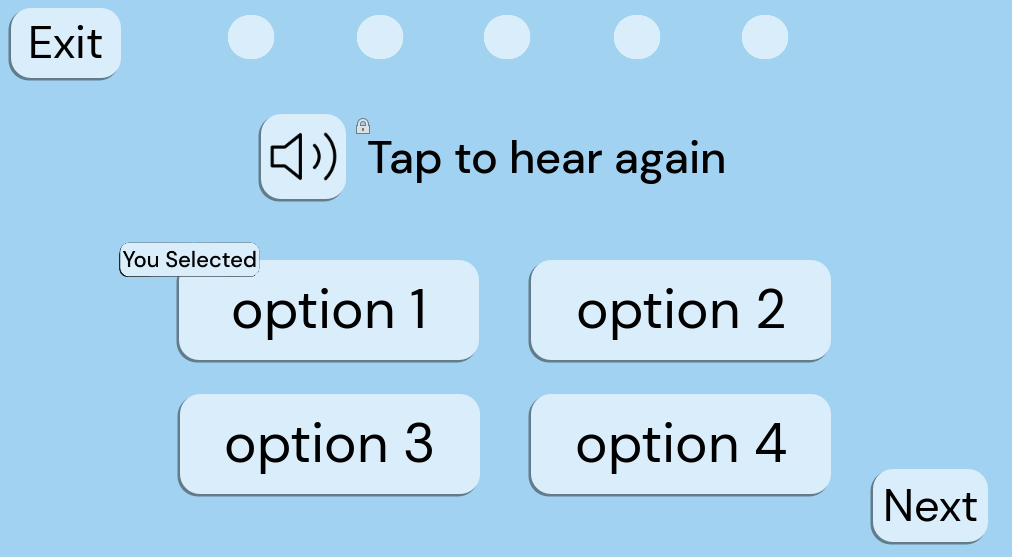 Exit
Tap to hear again
You Selected
option 1
option 2
option 3
option 4
Next